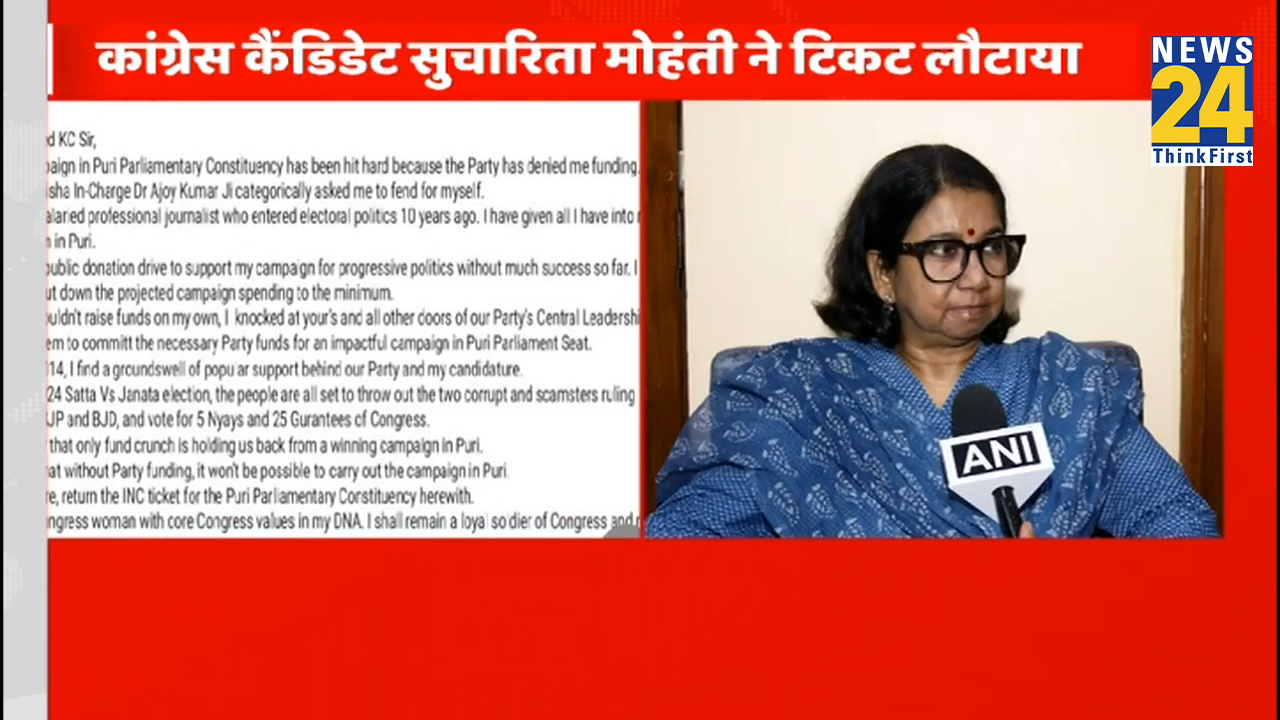 कांग्रेस कैंडिडेट सुचारिता मोहंती ने टिकट लौटाया
NEWS
24
ThinkFirst
d KC Sir,
aign in Puri Parliamentary Constituency has been hit hard because the Party has denied me funding.
isha In-Charge Dr Ajoy Kumar Ji categorically asked me to fend for myself.
alaried professional journalist who entered electoral politics 10 years ago. I have given all I have into
in Puri.
ublic donation drive to support my campaign for progressive politics without much success so far. I
ut down the projected campaign spending to the minimum.
uldn't raise funds on my own, I knocked at your's and all other doors of our Party's Central Leadershi
em to committ the necessary Party funds for an impactful campaign in Puri Parliament Seat.
14, I find a groundswell of popular support behind our Party and my candidature.
24 Satta Vs Janata election, the people are all set to throw out the two corrupt and scamsters ruling
JP and BJD, and vote for 5 Nyays and 25 Gurantees of Congress.
that only fund crunch is holding us back from a winning campaign in Puri.
at without Party funding, it won't be possible to carry out the campaign in Puri.
e, return the INC ticket for the Puri Parliamentary Constituency herewith.
ngress woman with core Congress values in my DNA. I shall remain a loyal soldier of Congress and
ANI